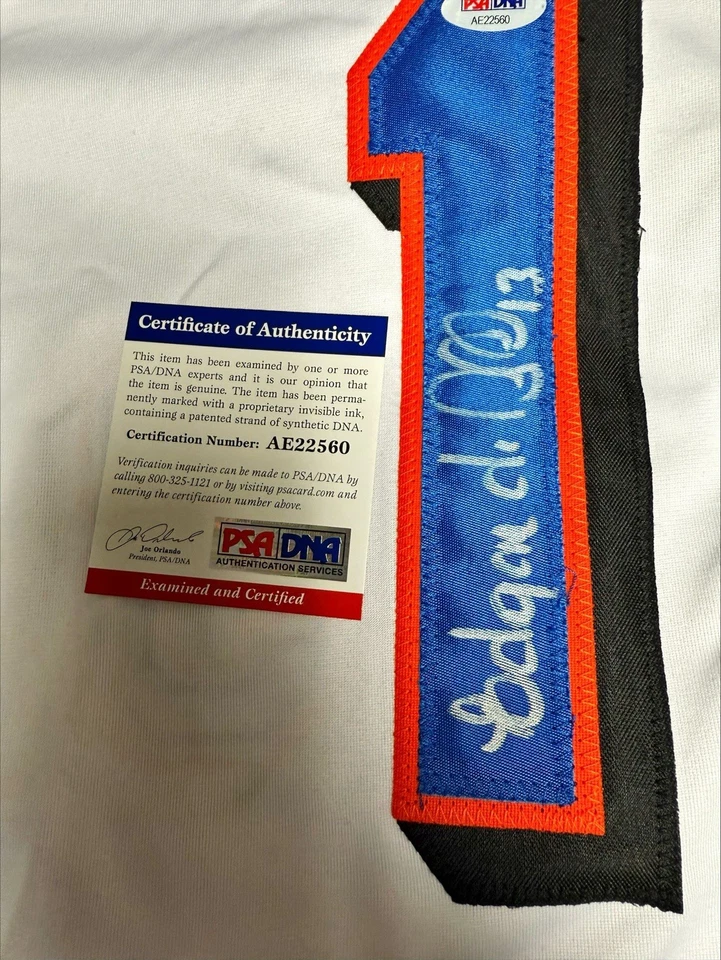 PSA DNA
AE22560
Certificate of Authenticity
This item has been examined by one or more
PSA/DNA experts and it is our opinion that
the item is genuine. The item has been perma-
nently marked with a proprietary invisible ink,
containing a patented strand of synthetic DNA.
Certification Number: AE22560
Verification inquiries can be made to PSA/DNA by
calling 800-325-1121 or by visiting psacard.com and
entering the certification number above.
Joe Orlando
President, PSA/DNA
PSA DNA
AUTHENTICATION SERVICES
Examined and Certified
1
Edgar 13